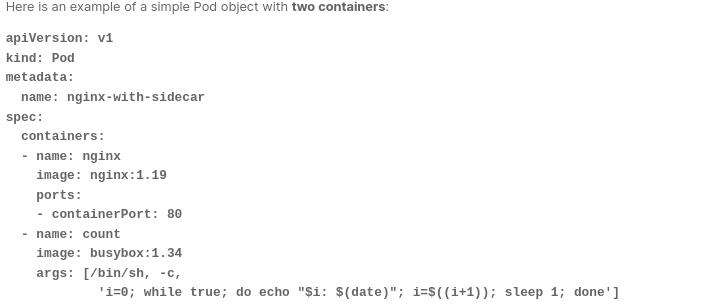 Here is an example of a simple Pod object with two containers:
apiVersion: v1
kind: Pod
metadata:
  name: nginx-with-sidecar
spec:
  containers:
  - name: nginx
    image: nginx:1.19
    ports:
    - containerPort: 80
  - name: count
    image: busybox:1.34
    args: [/bin/sh, -c,
            'i=0; while true; do echo "$i: $(date)"; i=$((i+1)); sleep 1; done']